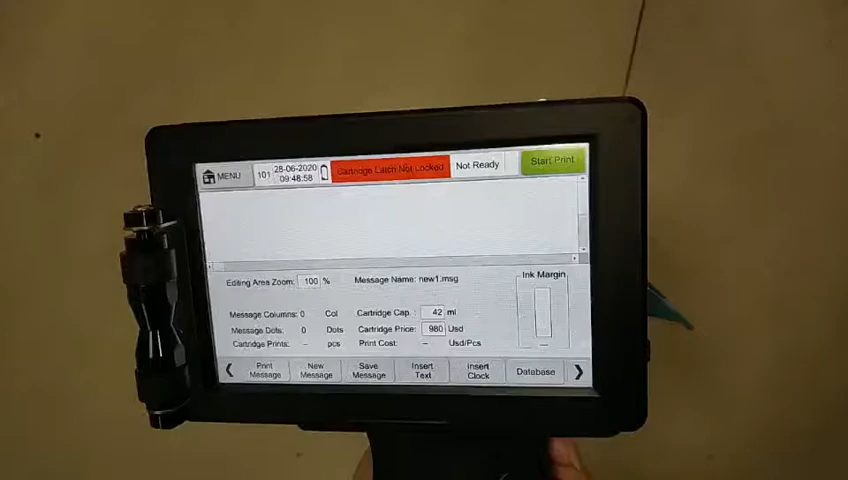 MENU 101 28-06-2020 09:48:58 Cartridge Latch Not Locked Not Ready Start Print
Editing Area Zoom: 100 % Message Name: new1.msg Ink Margin
Message Columns: 0 Col Cartridge Cap.: 42 ml
Message Dots: 0 Dots Cartridge Price: 980 Usd
Cartridge Prints: -- pcs Print Cost: -- Usd/Pcs --
Print Message New Message Save Message Insert Text Insert Clock Database